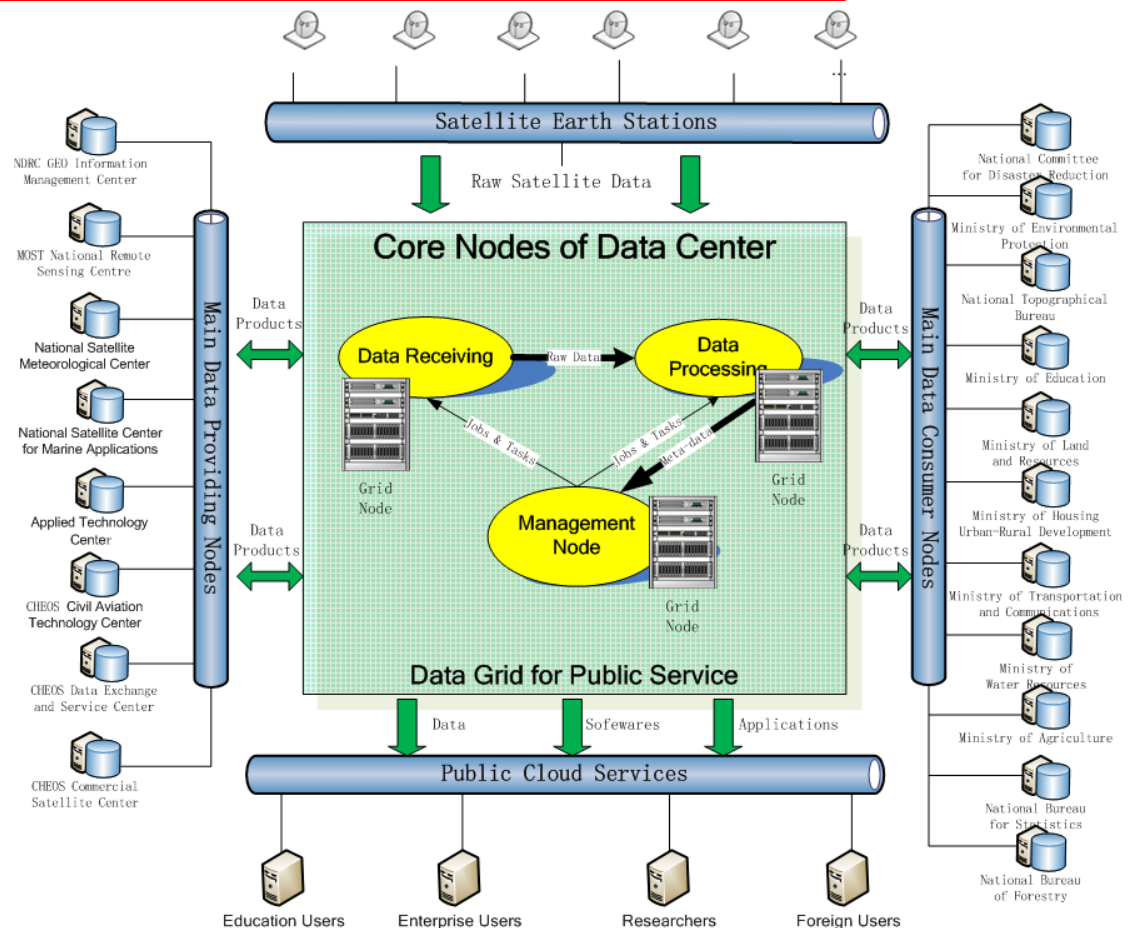 ...
Satellite Earth Stations
Raw Satellite Data
NDRC GEO Information
Management Center
MOST National Remote
Sensing Centre
National Satellite
Meteorological Center
National Satellite Center
for Marine Applications
Applied Technology
Center
CHEOS Civil Aviation
Technology Center
CHEOS Data Exchange
and Service Center
CHEOS Commercial
Satellite Center
Main Data Providing Nodes
Data
Products
Data
Products
Core Nodes of Data Center
Data Receiving
Raw Data
Data
Processing
Jobs & Tasks
Jobs & Tasks
Meta-data
Grid
Node
Grid
Node
Management
Node
Grid
Node
Data Grid for Public Service
Data
Products
Data
Products
Main Data Consumer Nodes
National Committee
for Disaster Reduction
Ministry of Environmental
Protection
National Topographical
Bureau
Ministry of Education
Ministry of Land
and Resources
Ministry of Housing
Urban-Rural Development
Ministry of Transportation
and Communications
Ministry of
Water Resources
Ministry of Agriculture
National Bureau
for Statistics
National Bureau
of Forestry
Data
Sofewares
Applications
Public Cloud Services
Education Users
Enterprise Users
Researchers
Foreign Users